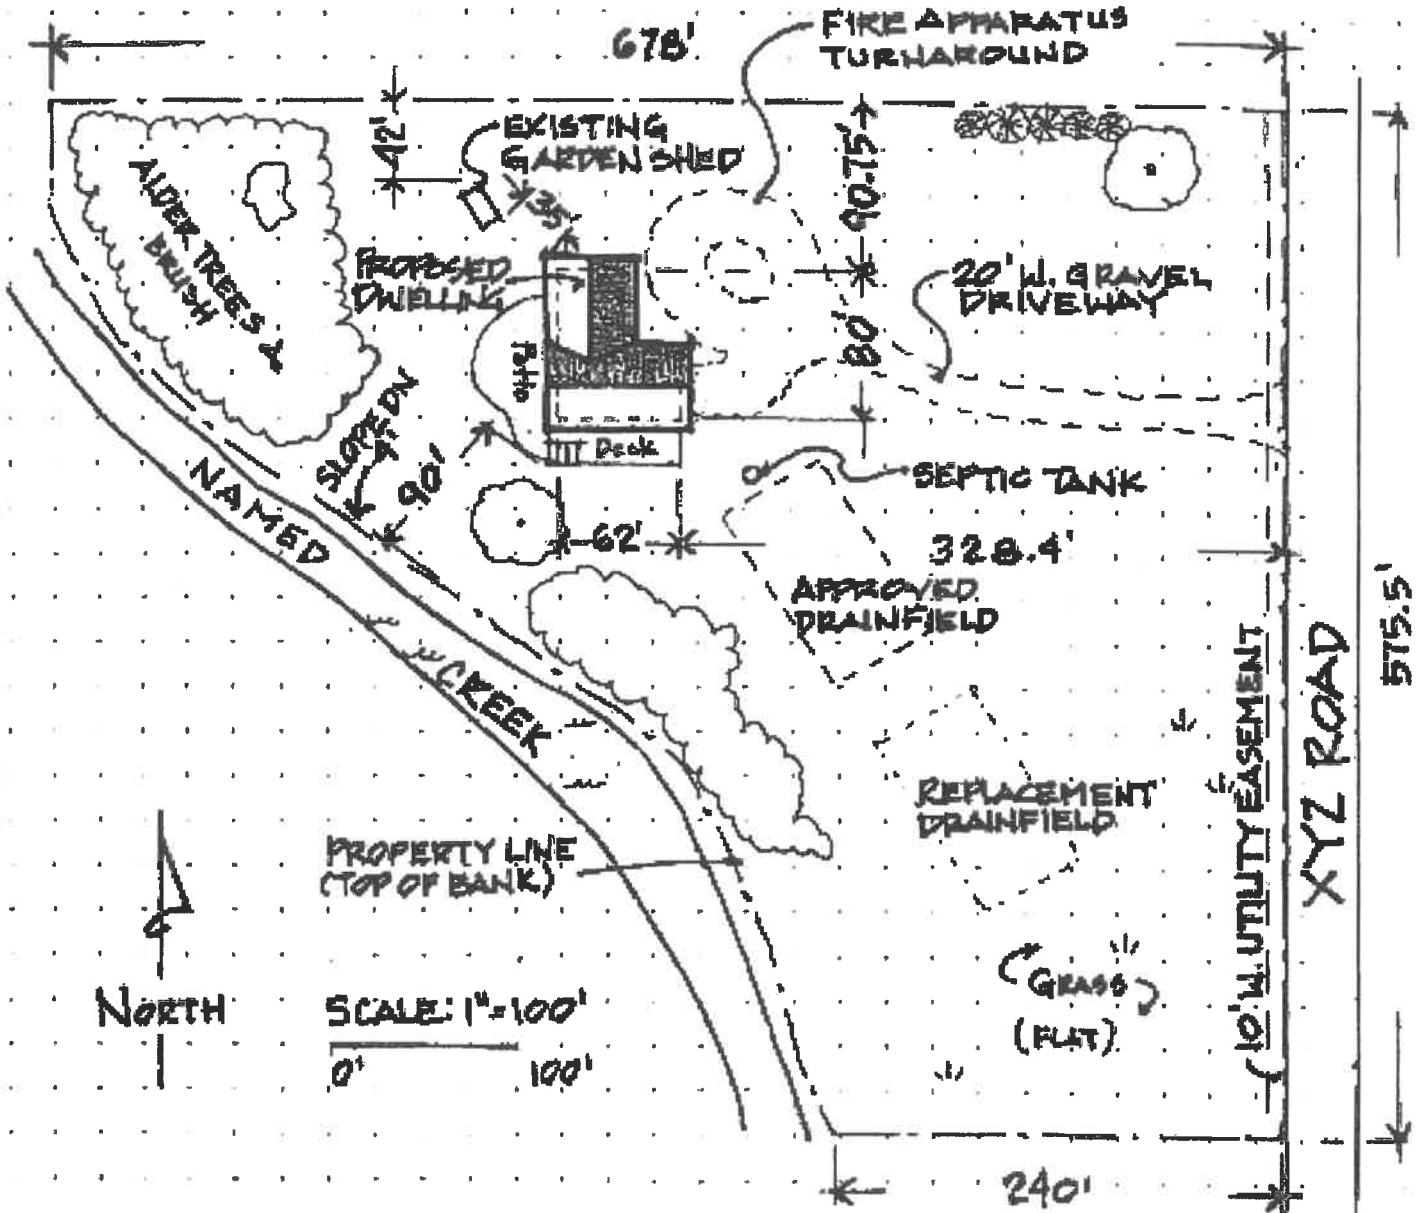 678'
FIRE APPARATUS
TURNAROUND
42'
EXISTING
GARDEN SHED
35'
90.75'
ALDER TREES &
BRUSH
PROPOSED
DWELLING
20' W. GRAVEL
DRIVEWAY
80'
Patio
SLOPE DN
90'
Deck
SEPTIC TANK
62'
328.4'
NAMED
CREEK
APPROVED
DRAINFIELD
575.5'
10' W. UTILITY EASEMENT
XYZ ROAD
REPLACEMENT
DRAINFIELD
PROPERTY LINE
(TOP OF BANK)
GRASS
(FLAT)
NORTH
SCALE: 1"=100'
0'
100'
240'